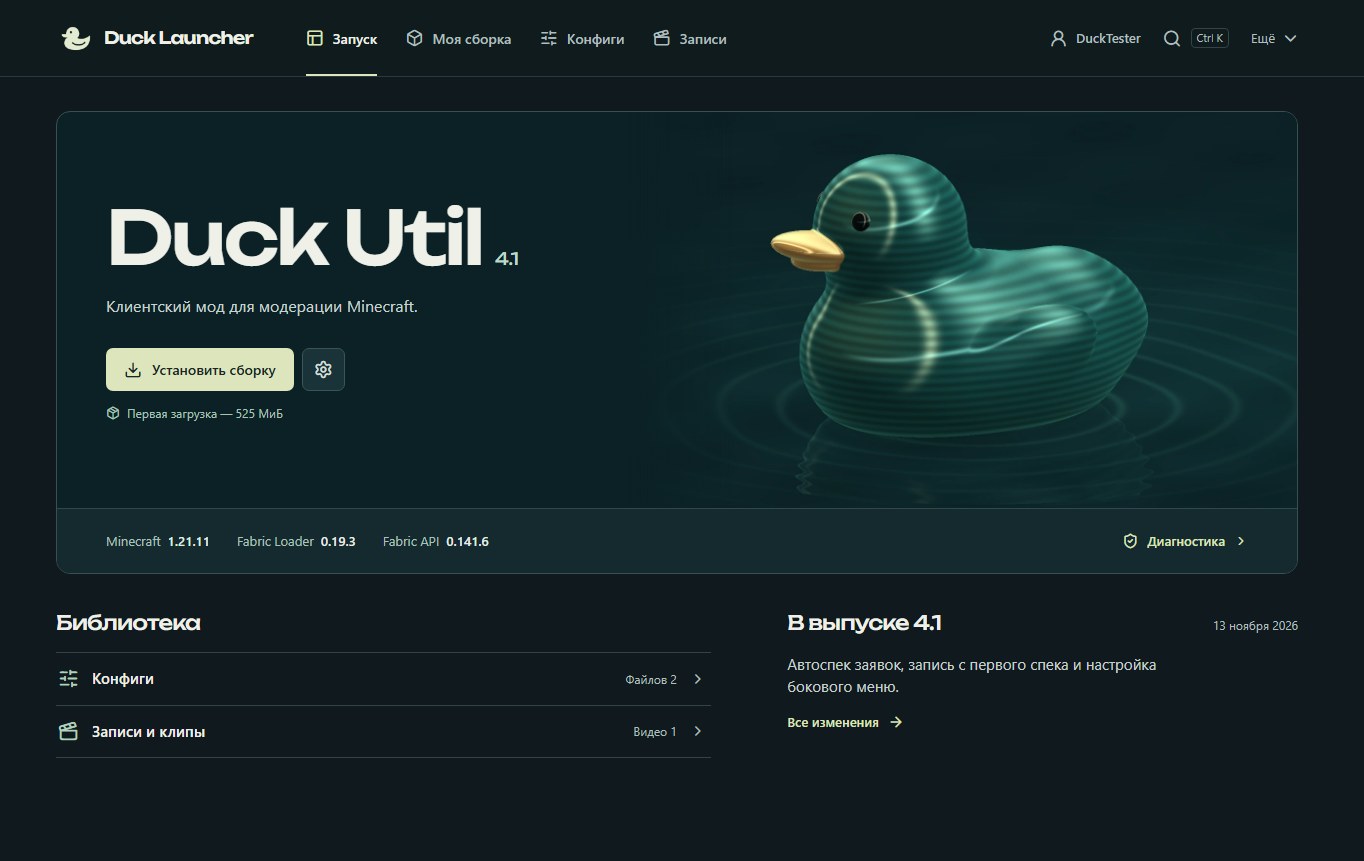 Duck Launcher
Запуск
Моя сборка
Конфиги
Записи
DuckTester
Ctrl K
Ещё
Duck Util 4.1
Клиентский мод для модерации Minecraft.
Установить сборку
Первая загрузка — 525 МиБ
Minecraft 1.21.11
Fabric Loader 0.19.3
Fabric API 0.141.6
Диагностика
Библиотека
Конфиги
Файлов 2
Записи и клипы
Видео 1
В выпуске 4.1
13 ноября 2026
Автоспек заявок, запись с первого спека и настройка
бокового меню.
Все изменения